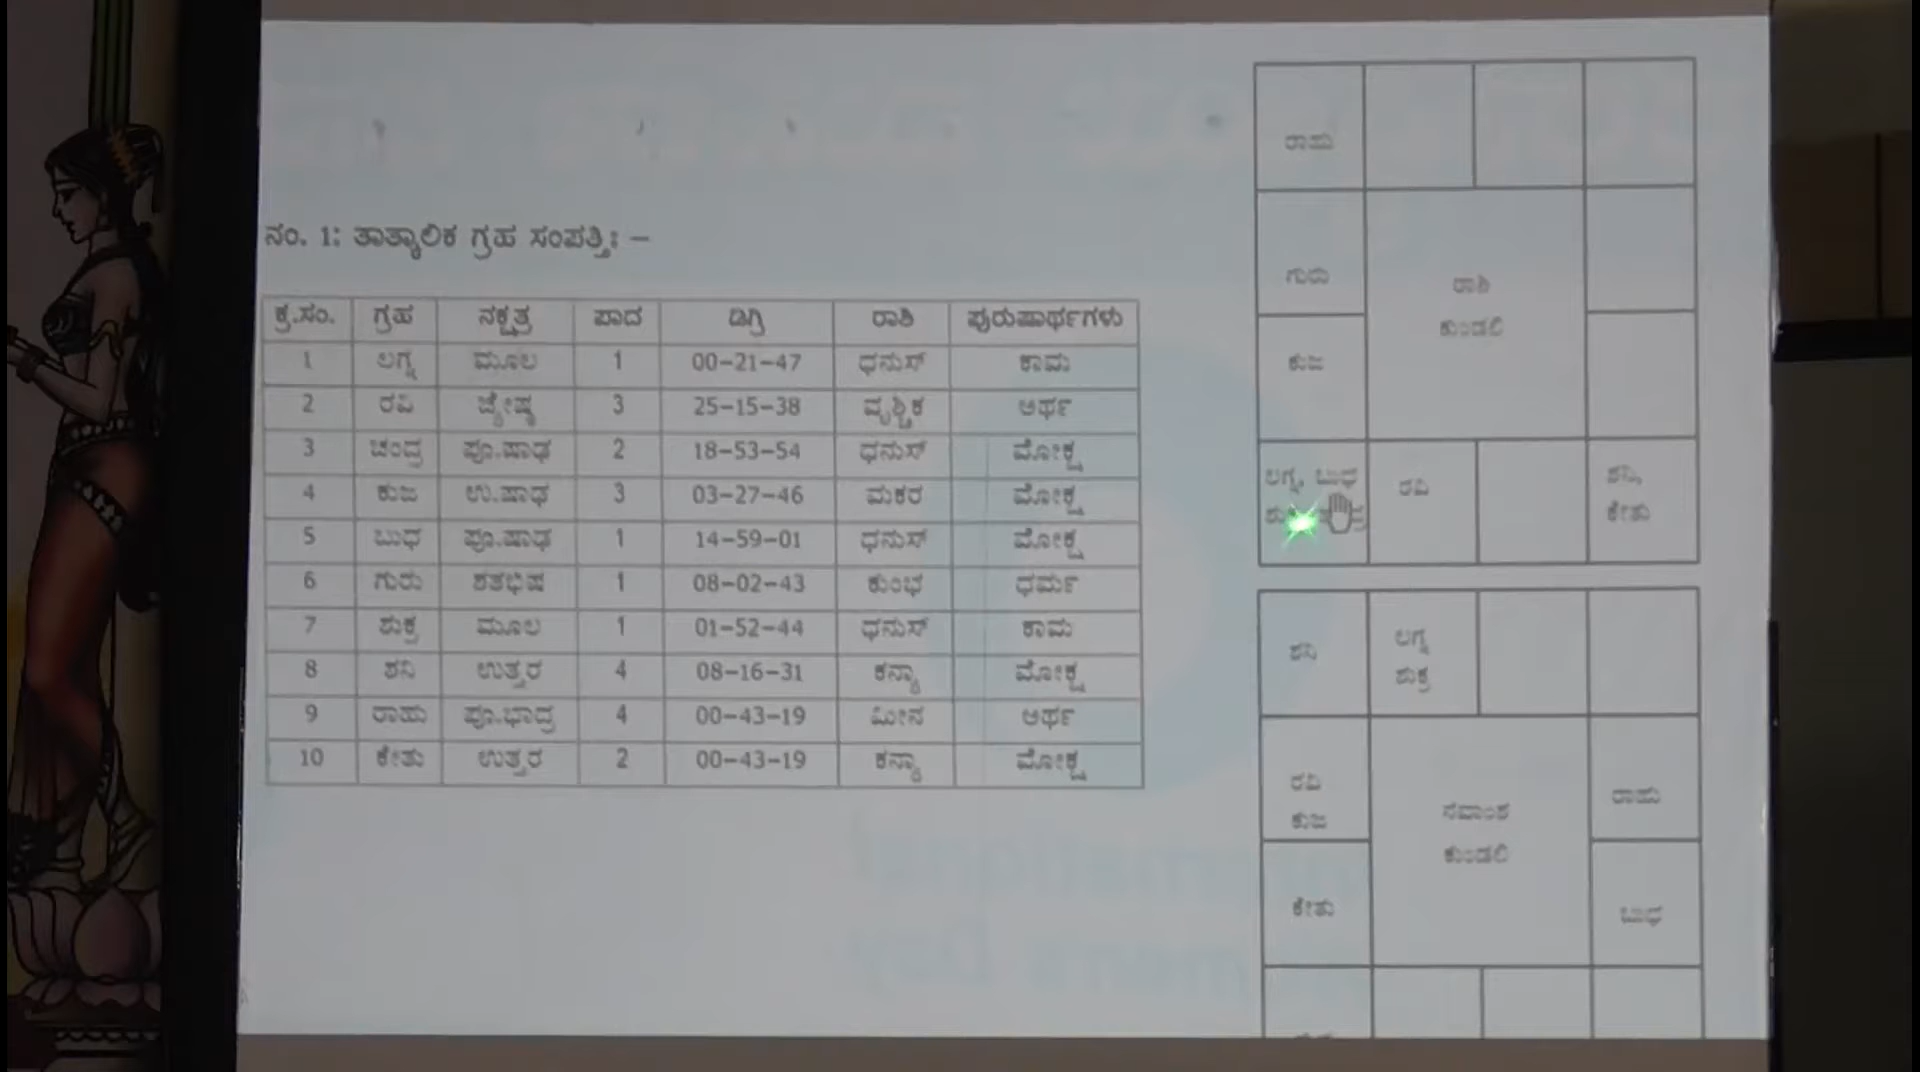 ನಂ. 1: ತಾತ್ಕಾಲಿಕ ಗ್ರಹ ಸಂಪತ್ತಿ: –
ಕ್ರ.ಸಂ. ಗ್ರಹ ನಕ್ಷತ್ರ ಪಾದ ಡಿಗ್ರಿ ರಾಶಿ ಪುರುಷಾರ್ಥಗಳು
1 ಲಗ್ನ ಮೂಲ 1 00-21-47 ಧನುಸ್ ಕಾಮ
2 ರವಿ ಜ್ಯೇಷ್ಠ 3 25-15-38 ವೃಶ್ಚಿಕ ಅರ್ಥ
3 ಚಂದ್ರ ಪೂ.ಷಾಢ 2 18-53-54 ಧನುಸ್ ಮೋಕ್ಷ
4 ಕುಜ ಉ.ಷಾಢ 3 03-27-46 ಮಕರ ಮೋಕ್ಷ
5 ಬುಧ ಪೂ.ಷಾಢ 1 14-59-01 ಧನುಸ್ ಮೋಕ್ಷ
6 ಗುರು ಶತಭಿಷ 1 08-02-43 ಕುಂಭ ಧರ್ಮ
7 ಶುಕ್ರ ಮೂಲ 1 01-52-44 ಧನುಸ್ ಕಾಮ
8 ಶನಿ ಉತ್ತರ 4 08-16-31 ಕನ್ಯಾ ಮೋಕ್ಷ
9 ರಾಹು ಪೂ.ಭಾದ್ರ 4 00-43-19 ಮೀನ ಅರ್ಥ
10 ಕೇತು ಉತ್ತರ 2 00-43-19 ಕನ್ಯಾ ಮೋಕ್ಷ
ರಾಹು
ಗುರು
ರಾಶಿ
ಕುಂಡಲಿ
ಕುಜ
ಲಗ್ನ, ಬುಧ
ರವಿ
ಶನಿ,
ಕೇತು
ಶನಿ
ಲಗ್ನ
ಶುಕ್ರ
ರವಿ
ಕುಜ
ನವಾಂಶ
ಕುಂಡಲಿ
ರಾಹು
ಕೇತು
ಬುಧ